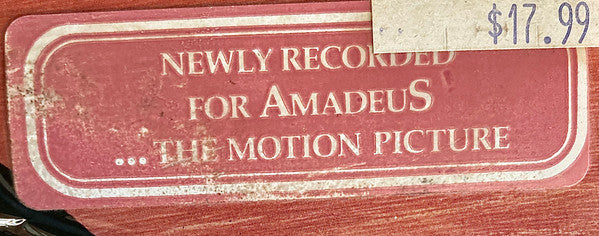 $17.99
NEWLY RECORDED
FOR AMADEUS
...THE MOTION PICTURE